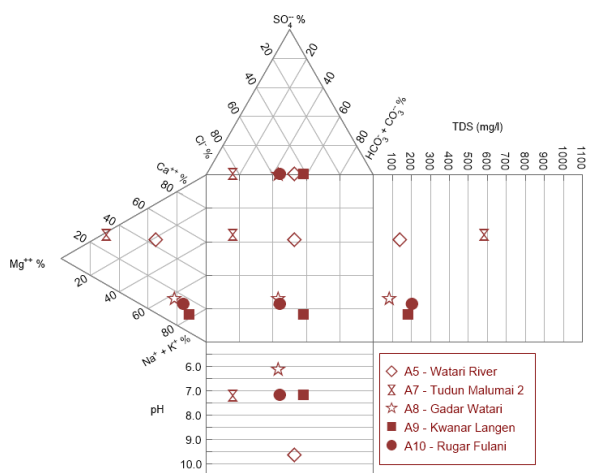 SO₄⁻⁻ %
20 20
40 40
60 60
80 80
Cl⁻ %
HCO₃⁻ + CO₃⁻ %
TDS (mg/l)
100 200 300 400 500 600 700 800 900 1000 1100
Ca⁺⁺ %
80
60
40
20
Mg⁺⁺ %
20
40
60
80
Na⁺ + K⁺ %
pH
6.0
7.0
8.0
9.0
10.0
A5 - Watari River
A7 - Tudun Malumai 2
A8 - Gadar Watari
A9 - Kwanar Langen
A10 - Rugar Fulani